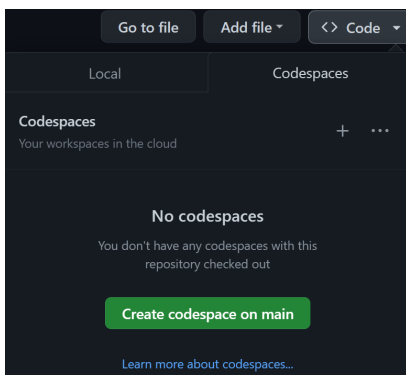 Go to file Add file <> Code
Local Codespaces
Codespaces
Your workspaces in the cloud
No codespaces
You don't have any codespaces with this
repository checked out
Create codespace on main
Learn more about codespaces...